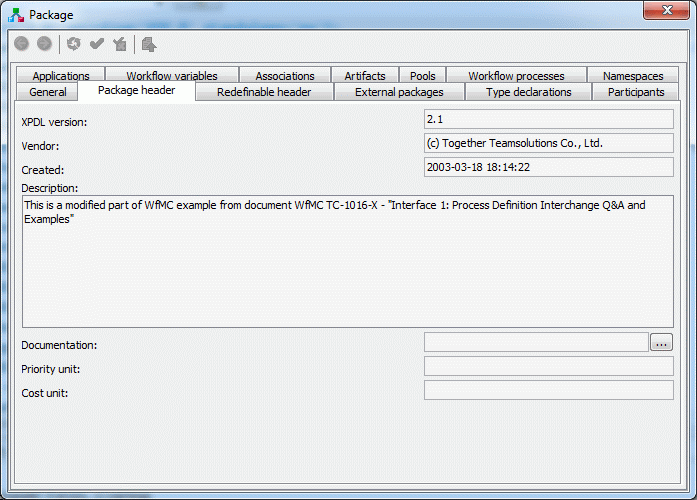 Package
Applications Workflow variables Associations Artifacts Pools Workflow processes Namespaces
General Package header Redefinable header External packages Type declarations Participants
XPDL version: 2.1
Vendor: (c) Together Teamsolutions Co., Ltd.
Created: 2003-03-18 18:14:22
Description:
This is a modified part of WfMC example from document WfMC TC-1016-X - "Interface 1: Process Definition Interchange Q&A and
Examples"
Documentation: ...
Priority unit:
Cost unit: